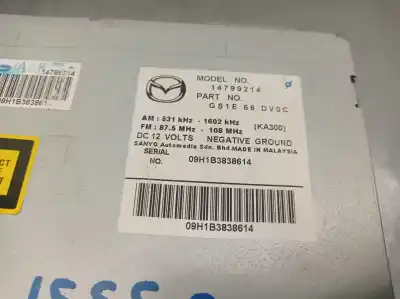 14799214
09H1B383861
MODEL NO.
14799214
PART NO.
GS1E 66 DV0C
AM : 531 kHz - 1602 kHz
FM : 87.5 MHz - 108 MHz (KA300)
DC 12 VOLTS NEGATIVE GROUND
SANYO Automedia Sdn. Bhd. MADE IN MALAYSIA
SERIAL
NO. 09H1B3838614
09H1B3838614